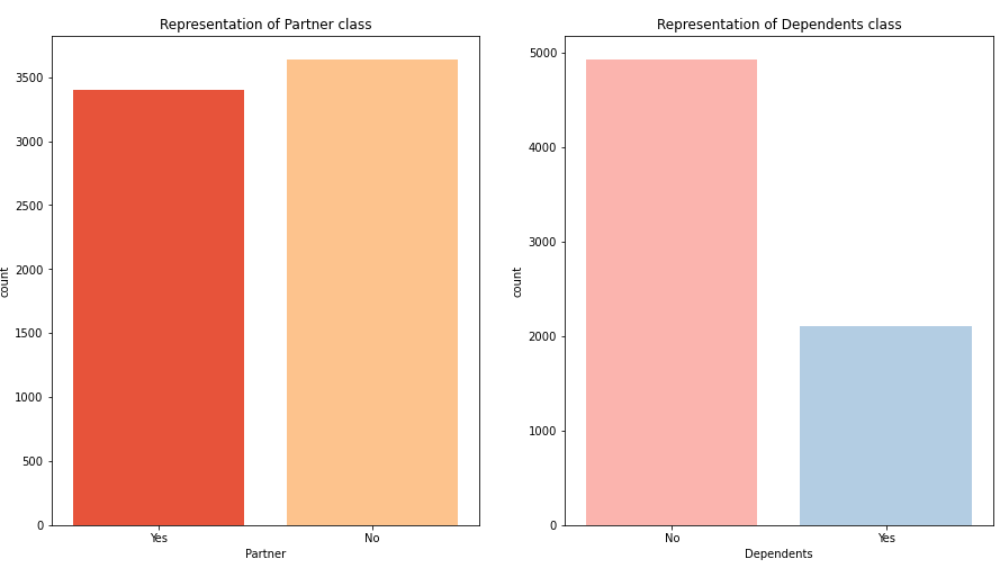 Representation of Partner class
3500
3000
2500
2000
1500
1000
500
0
count
Yes
No
Partner
Representation of Dependents class
5000
4000
3000
2000
1000
0
count
No
Yes
Dependents